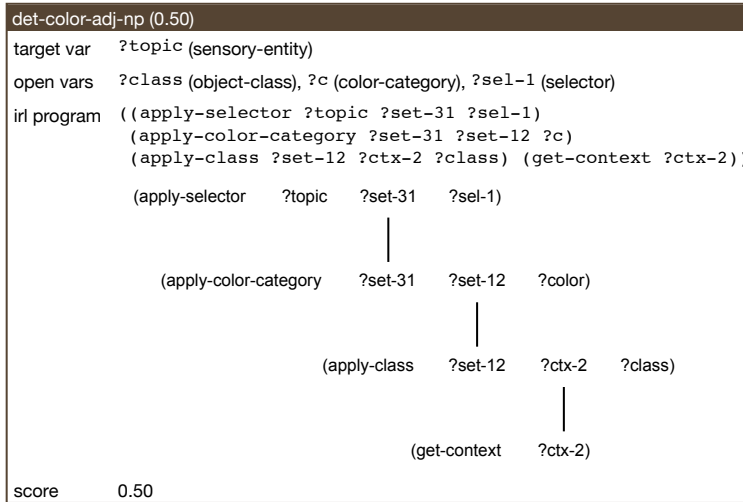 det-color-adj-np (0.50)
target var ?topic (sensory-entity)
open vars ?class (object-class), ?c (color-category), ?sel-1 (selector)
irl program ((apply-selector ?topic ?set-31 ?sel-1)
(apply-color-category ?set-31 ?set-12 ?c)
(apply-class ?set-12 ?ctx-2 ?class) (get-context ?ctx-2))
(apply-selector ?topic ?set-31 ?sel-1)
(apply-color-category ?set-31 ?set-12 ?color)
(apply-class ?set-12 ?ctx-2 ?class)
(get-context ?ctx-2)
score 0.50